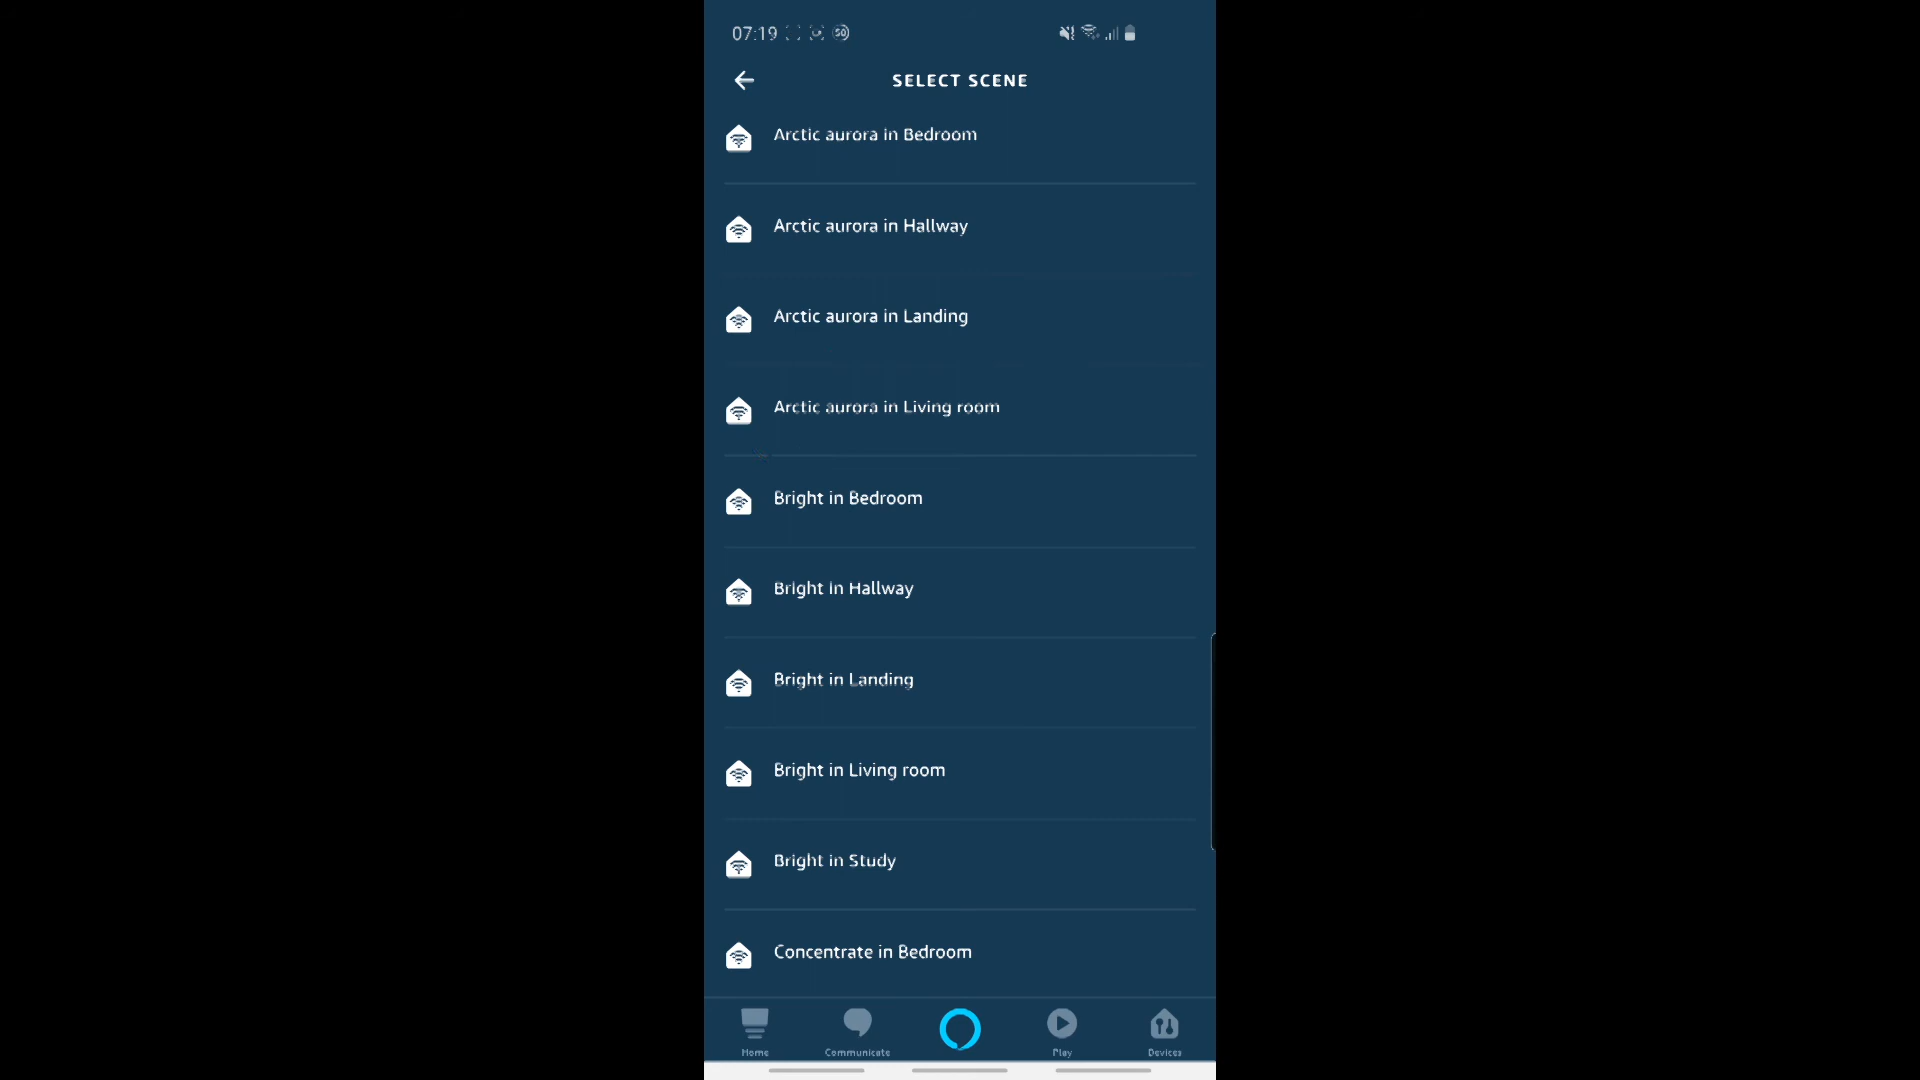 07:19
SELECT SCENE
Arctic aurora in Bedroom
Arctic aurora in Hallway
Arctic aurora in Landing
Arctic aurora in Living room
Bright in Bedroom
Bright in Hallway
Bright in Landing
Bright in Living room
Bright in Study
Concentrate in Bedroom
Home
Communicate
Play
Devices